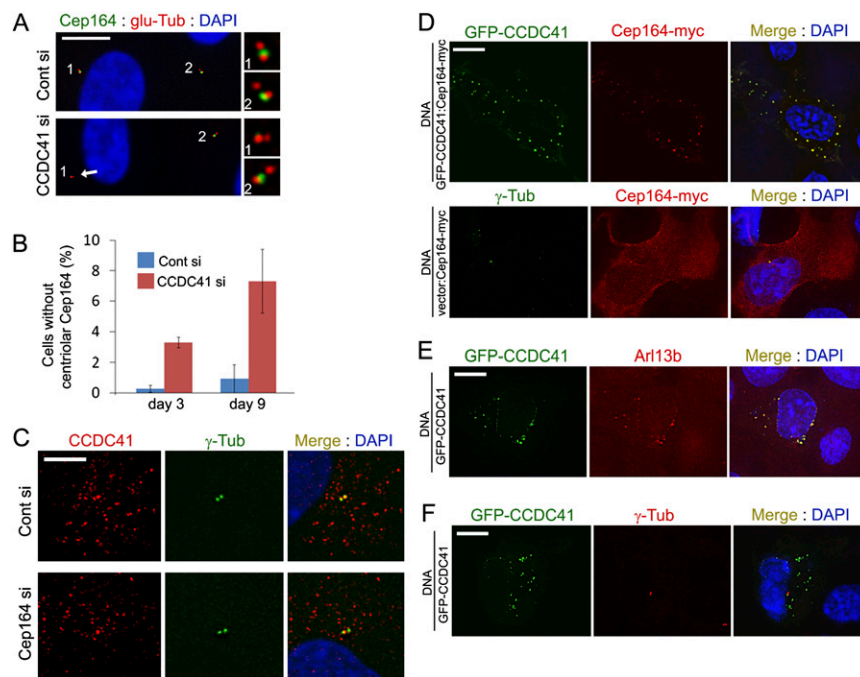 A
Cep164 : glu-Tub : DAPI
Cont si
1
2
1
2
CCDC41 si
1
2
1
2
B
Cells without
centriolar Cep164 (%)
10
8
6
4
2
0
Cont si
CCDC41 si
day 3
day 9
C
CCDC41
γ-Tub
Merge : DAPI
Cont si
Cep164 si
D
GFP-CCDC41
Cep164-myc
Merge : DAPI
DNA
GFP-CCDC41:Cep164-myc
γ-Tub
Cep164-myc
Merge : DAPI
DNA
vector:Cep164-myc
E
GFP-CCDC41
Arl13b
Merge : DAPI
DNA
GFP-CCDC41
F
GFP-CCDC41
γ-Tub
Merge : DAPI
DNA
GFP-CCDC41